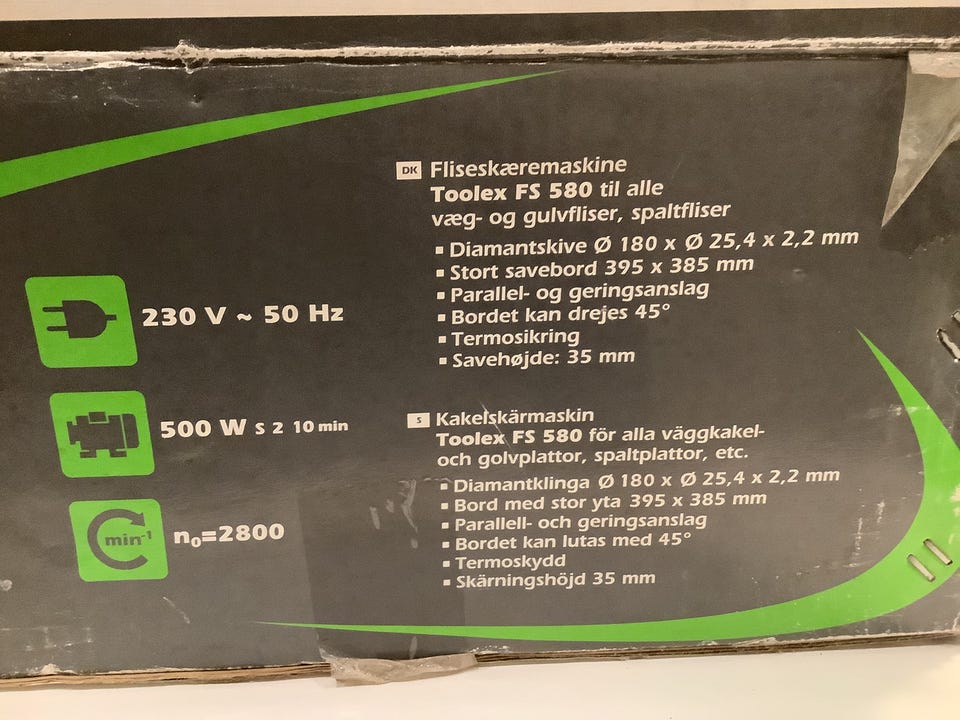 230 V ~ 50 Hz
500 W S 2 10 min
min⁻¹ n₀=2800
DK Fliseskæremaskine
Toolex FS 580 til alle
væg- og gulvfliser, spaltfliser
▪ Diamantskive Ø 180 x Ø 25,4 x 2,2 mm
▪ Stort savebord 395 x 385 mm
▪ Parallel- og geringsanslag
▪ Bordet kan drejes 45°
▪ Termosikring
▪ Savehøjde: 35 mm
S Kakelskärmaskin
Toolex FS 580 för alla väggkakel-
och golvplattor, spaltplattor, etc.
▪ Diamantklinga Ø 180 x Ø 25,4 x 2,2 mm
▪ Bord med stor yta 395 x 385 mm
▪ Parallell- och geringsanslag
▪ Bordet kan lutas med 45°
▪ Termoskydd
▪ Skärningshöjd 35 mm